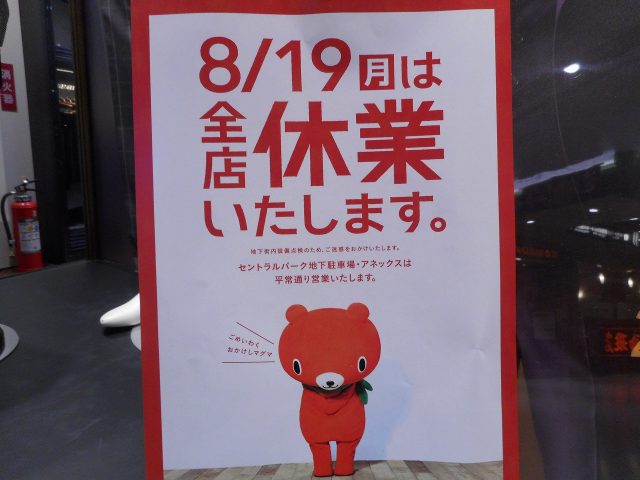 8/19月は
全店休業
いたします。
地下街内設備点検のため、ご迷惑をおかけいたします。
セントラルパーク地下駐車場・アネックスは
平常通り営業いたします。
ごめいわく
おかけしマグマ
消火器